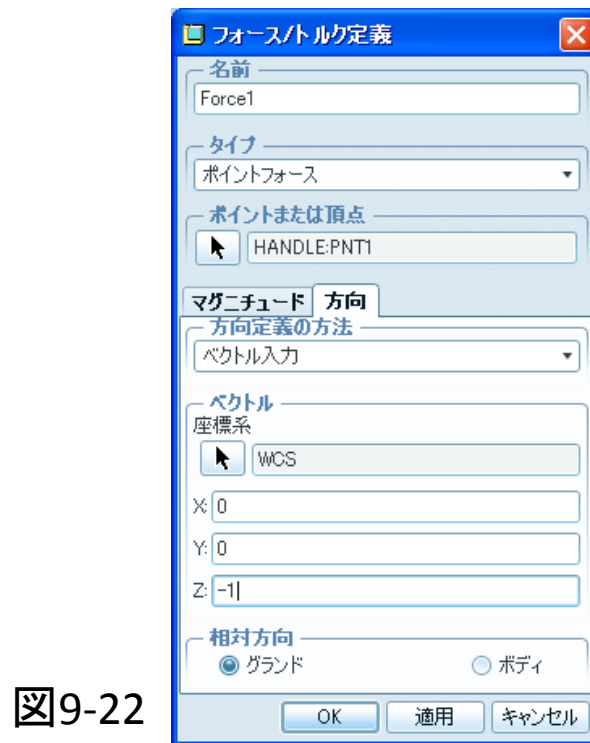 フォース/トルク定義
名前
Force1
タイプ
ポイントフォース
ポイントまたは頂点
HANDLE:PNT1
マグニチュード 方向
方向定義の方法
ベクトル入力
ベクトル
座標系
WCS
X: 0
Y: 0
Z: -1
相対方向
グランド ボディ
OK 適用 キャンセル
図9-22